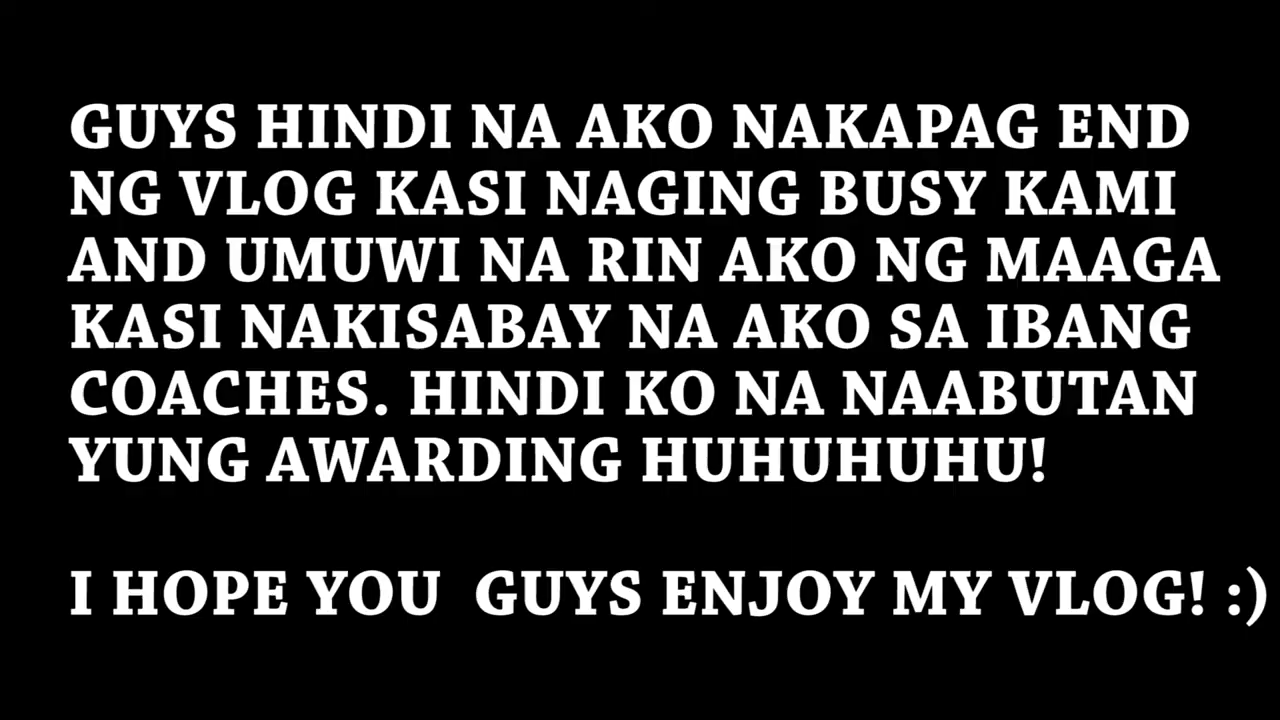 GUYS HINDI NA AKO NAKAPAG END
NG VLOG KASI NAGING BUSY KAMI
AND UMUWI NA RIN AKO NG MAAGA
KASI NAKISABAY NA AKO SA IBANG
COACHES. HINDI KO NA NAABUTAN
YUNG AWARDING HUHUHUHU!
I HOPE YOU  GUYS ENJOY MY VLOG! :)